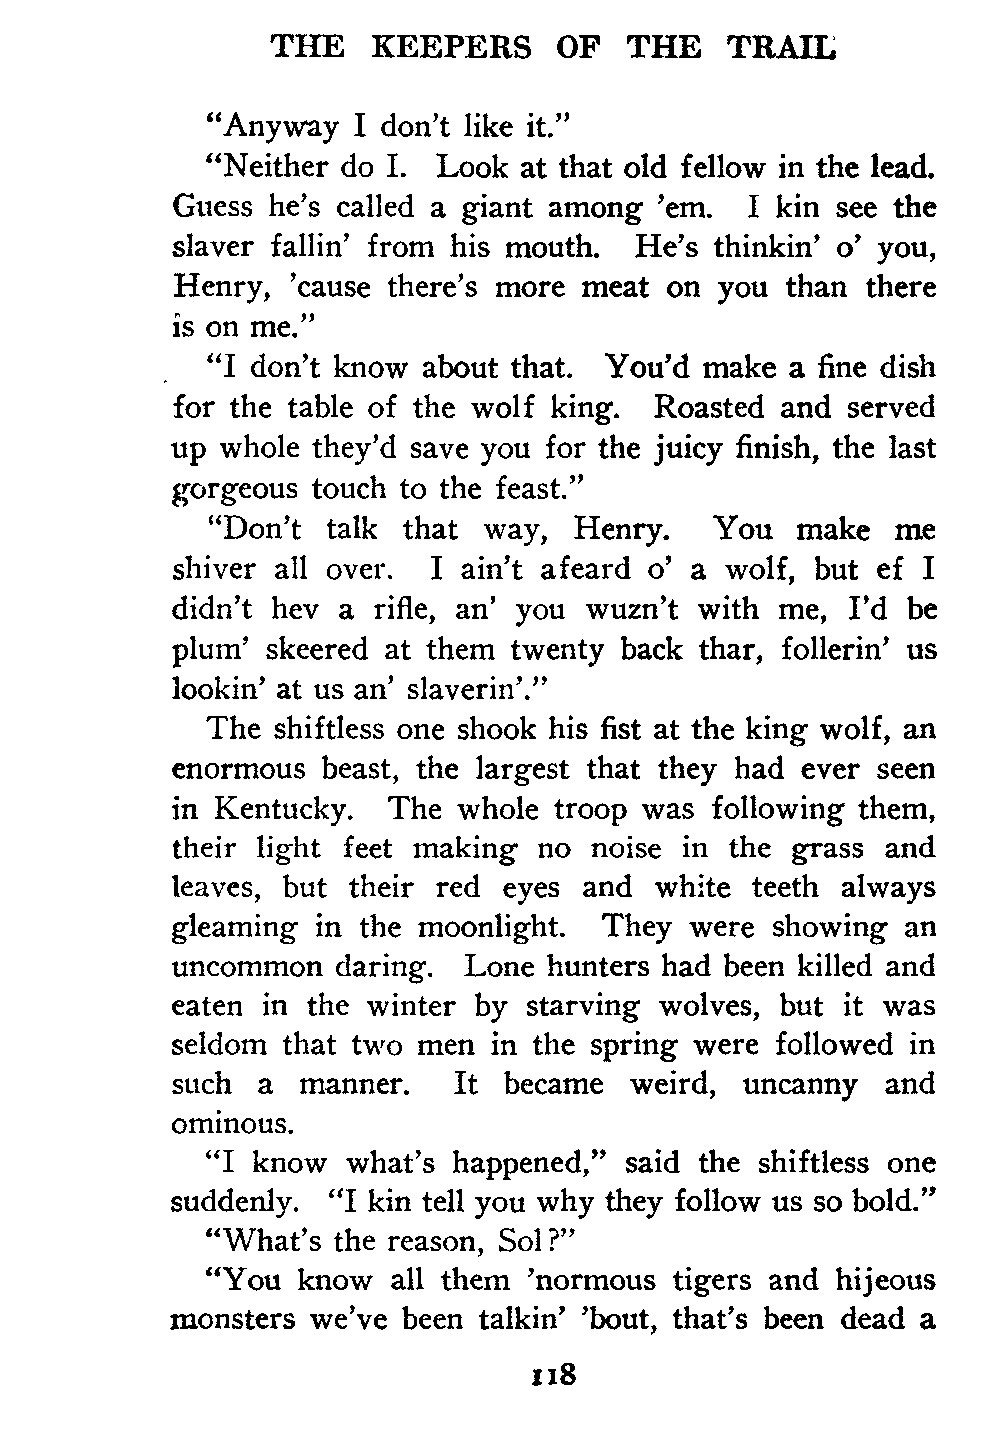 THE KEEPERS OF THE TRAIL
“Anyway I don't like it.”
“Neither do I. Look at that old fellow in the lead.
Guess he's called a giant among 'em. I kin see the
slaver fallin' from his mouth. He's thinkin' o' you,
Henry, 'cause there's more meat on you than there
is on me.”
“I don't know about that. You'd make a fine dish
for the table of the wolf king. Roasted and served
up whole they'd save you for the juicy finish, the last
gorgeous touch to the feast.”
“Don't talk that way, Henry. You make me
shiver all over. I ain't afeard o' a wolf, but ef I
didn't hev a rifle, an' you wuzn't with me, I'd be
plum' skeered at them twenty back thar, follerin' us
lookin' at us an' slaverin'.”
The shiftless one shook his fist at the king wolf, an
enormous beast, the largest that they had ever seen
in Kentucky. The whole troop was following them,
their light feet making no noise in the grass and
leaves, but their red eyes and white teeth always
gleaming in the moonlight. They were showing an
uncommon daring. Lone hunters had been killed and
eaten in the winter by starving wolves, but it was
seldom that two men in the spring were followed in
such a manner. It became weird, uncanny and
ominous.
“I know what's happened,” said the shiftless one
suddenly. “I kin tell you why they follow us so bold.”
“What's the reason, Sol?”
“You know all them 'normous tigers and hijeous
monsters we've been talkin' 'bout, that's been dead a
118